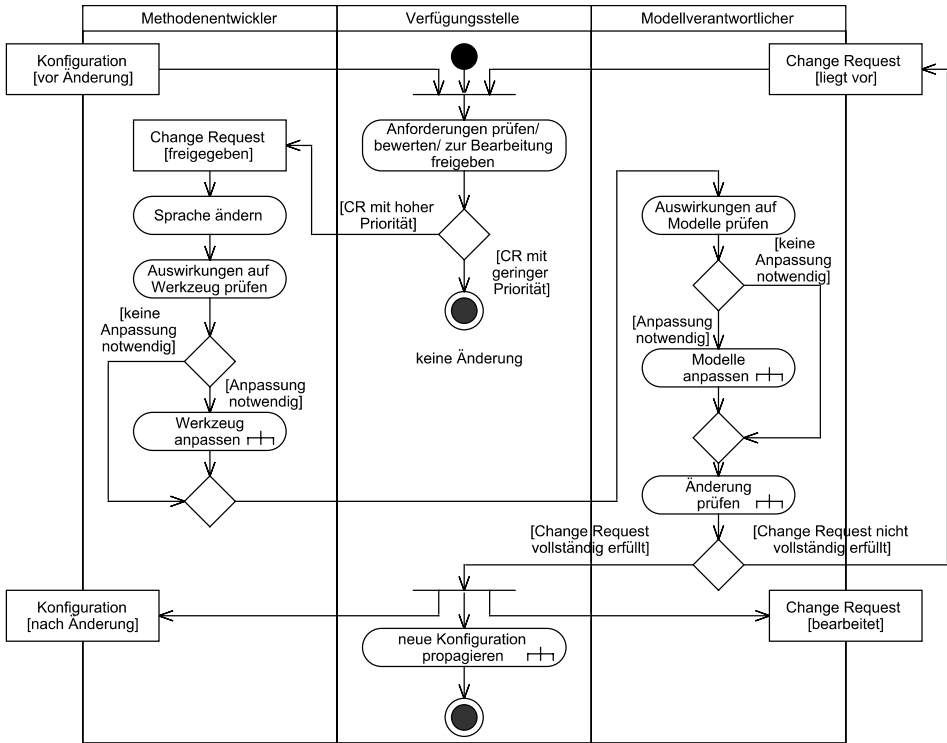 Methodenentwickler
Verfügungsstelle
Modellverantwortlicher
Konfiguration
[vor Änderung]
Change Request
[liegt vor]
Anforderungen prüfen/
bewerten/ zur Bearbeitung
freigeben
Change Request
[freigegeben]
[CR mit hoher
Priorität]
Sprache ändern
Auswirkungen auf
Modelle prüfen
[keine
Anpassung
notwendig]
[CR mit
geringer
Priorität]
Auswirkungen auf
Werkzeug prüfen
[keine
Anpassung
notwendig]
[Anpassung
notwendig]
keine Änderung
Modelle
anpassen
[Anpassung
notwendig]
Werkzeug
anpassen
Änderung
prüfen
[Change Request
vollständig erfüllt]
[Change Request nicht
vollständig erfüllt]
Konfiguration
[nach Änderung]
Change Request
[bearbeitet]
neue Konfiguration
propagieren